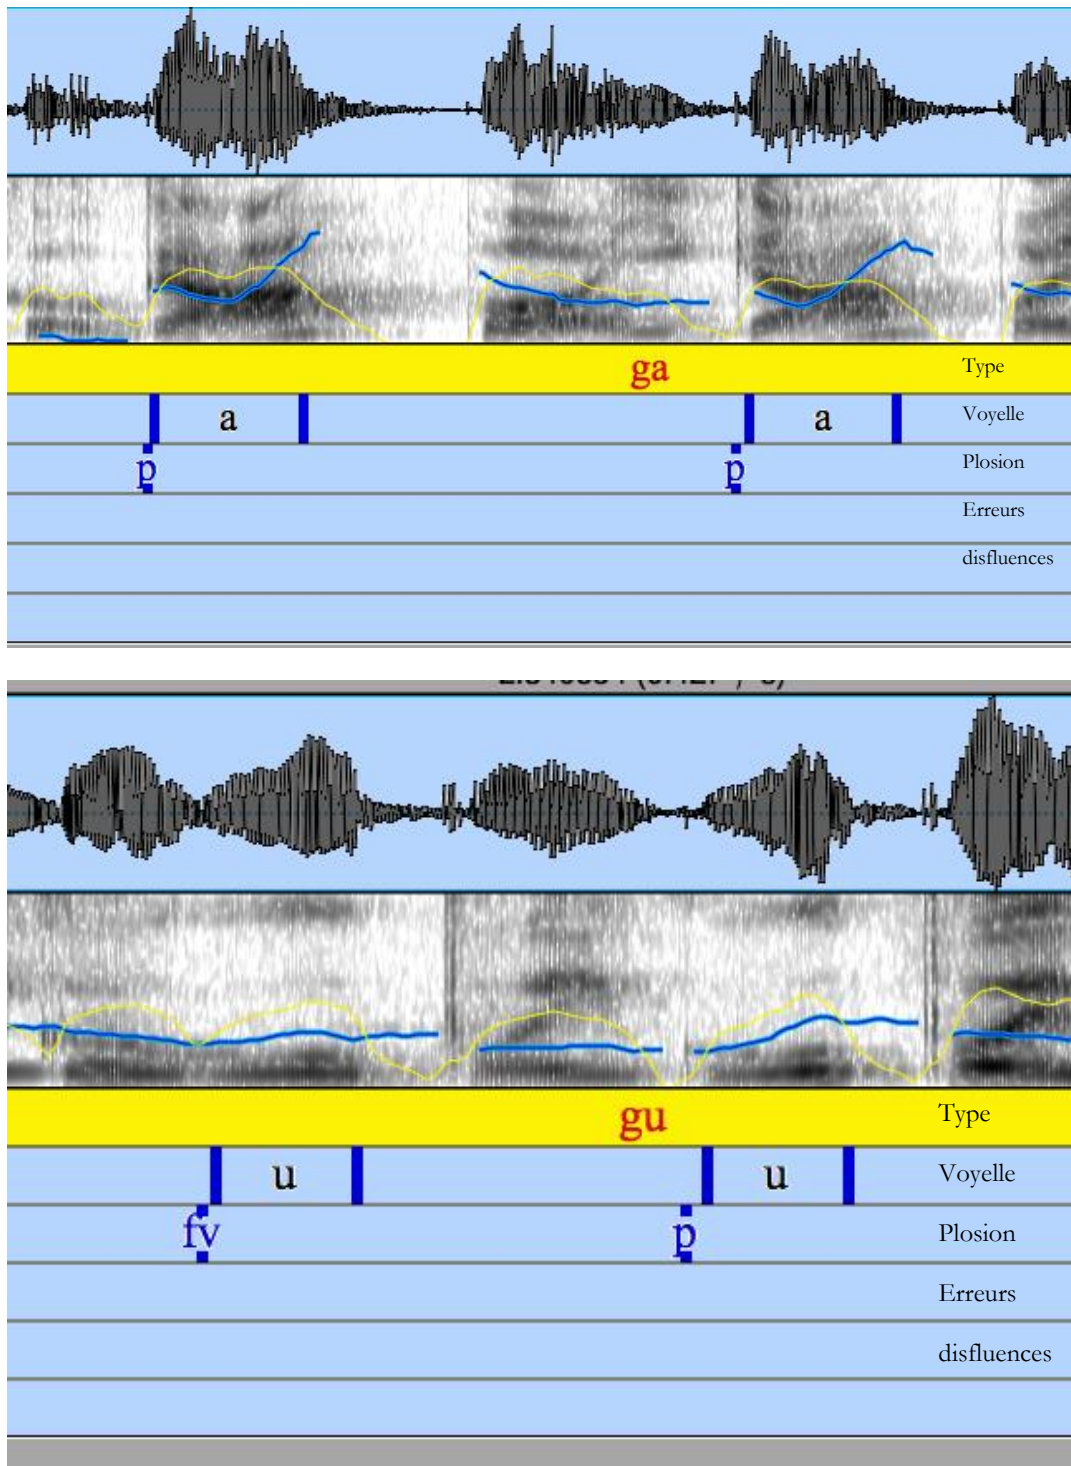 ga Type
a a Voyelle
p p Plosion
Erreurs
disfluences
gu Type
u u Voyelle
fv p Plosion
Erreurs
disfluences